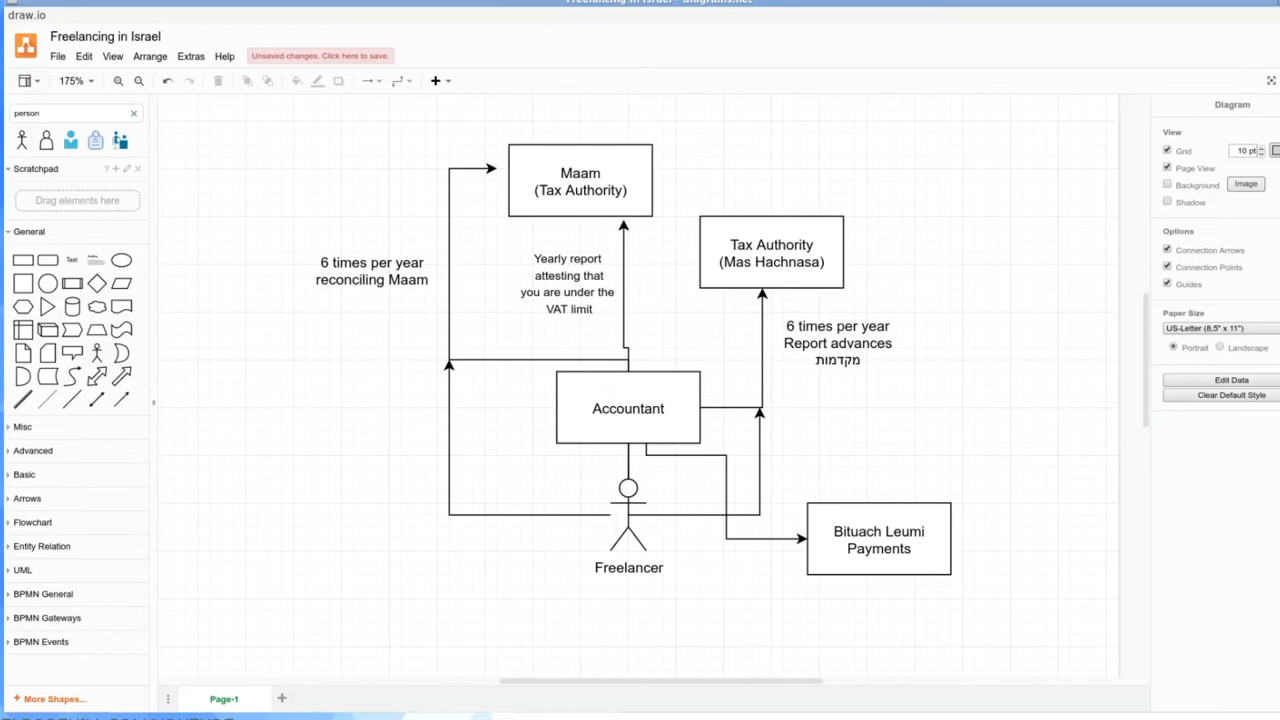 Freelancing in Israel - diagrams.net
draw.io
Freelancing in Israel
File Edit View Arrange Extras Help Unsaved changes. Click here to save.
175%
person
Scratchpad
Drag elements here
General
Text
Misc
Advanced
Basic
Arrows
Flowchart
Entity Relation
UML
BPMN General
BPMN Gateways
BPMN Events
+ More Shapes...
Maam
(Tax Authority)
6 times per year
reconciling Maam
Yearly report
attesting that
you are under the
VAT limit
Tax Authority
(Mas Hachnasa)
6 times per year
Report advances
מקדמות
Accountant
Bituach Leumi
Payments
Freelancer
Page-1
Diagram
View
Grid 10 pt
Page View
Background Image
Shadow
Options
Connection Arrows
Connection Points
Guides
Paper Size
US-Letter (8,5" x 11")
Portrait Landscape
Edit Data
Clear Default Style